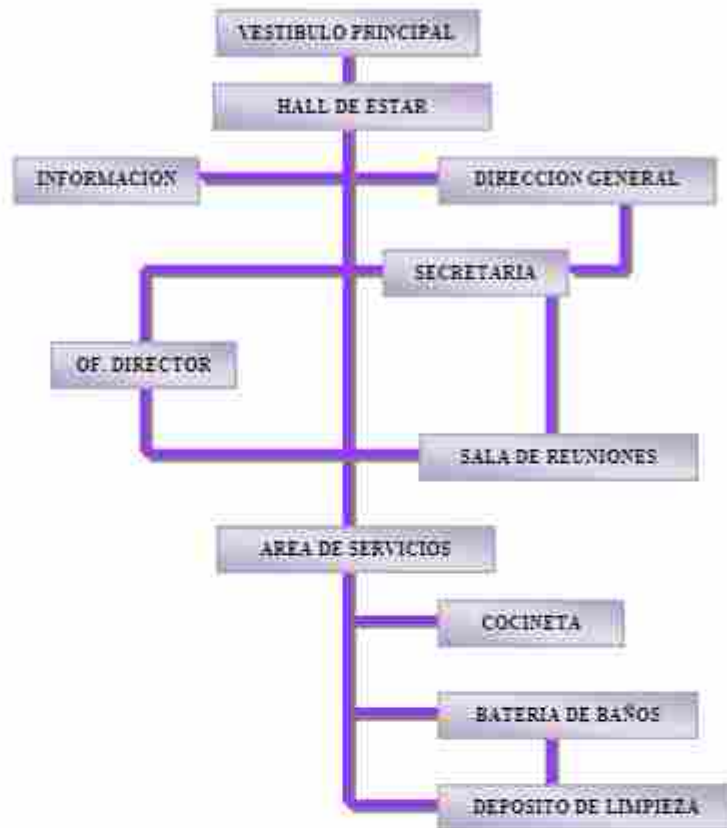 VESTIBULO PRINCIPAL
HALL DE ESTAR
INFORMACION
DIRECCION GENERAL
SECRETARIA
OF. DIRECTOR
SALA DE REUNIONES
AREA DE SERVICIOS
COCINETA
BATERIA DE BAÑOS
DEPOSITO DE LIMPIEZA